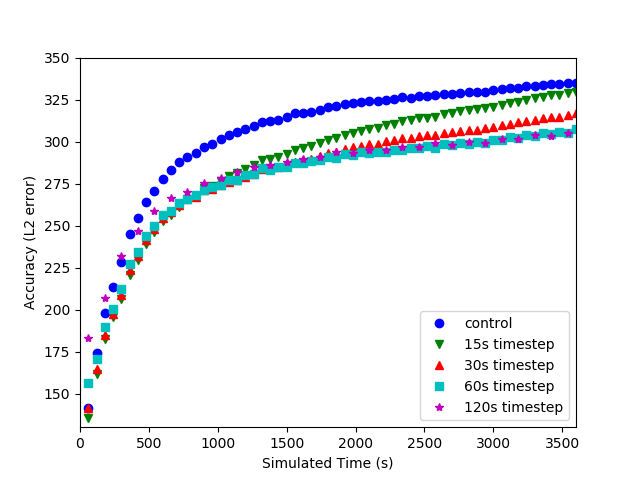 350
325
300
275
250
225
200
175
150
0 500 1000 1500 2000 2500 3000 3500
Accuracy (L2 error)
Simulated Time (s)
control
15s timestep
30s timestep
60s timestep
120s timestep